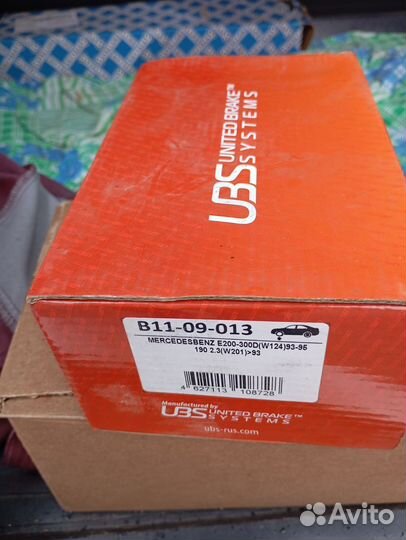 UBS UNITED BRAKE™
SYSTEMS
B11-09-013
MERCEDESBENZ E200-300D(W124)93-95
190 2.3(W201)>93
4 627113 108728
Manufactured by
UBS UNITED BRAKE™
SYSTEMS
ubs-rus.com
Avito